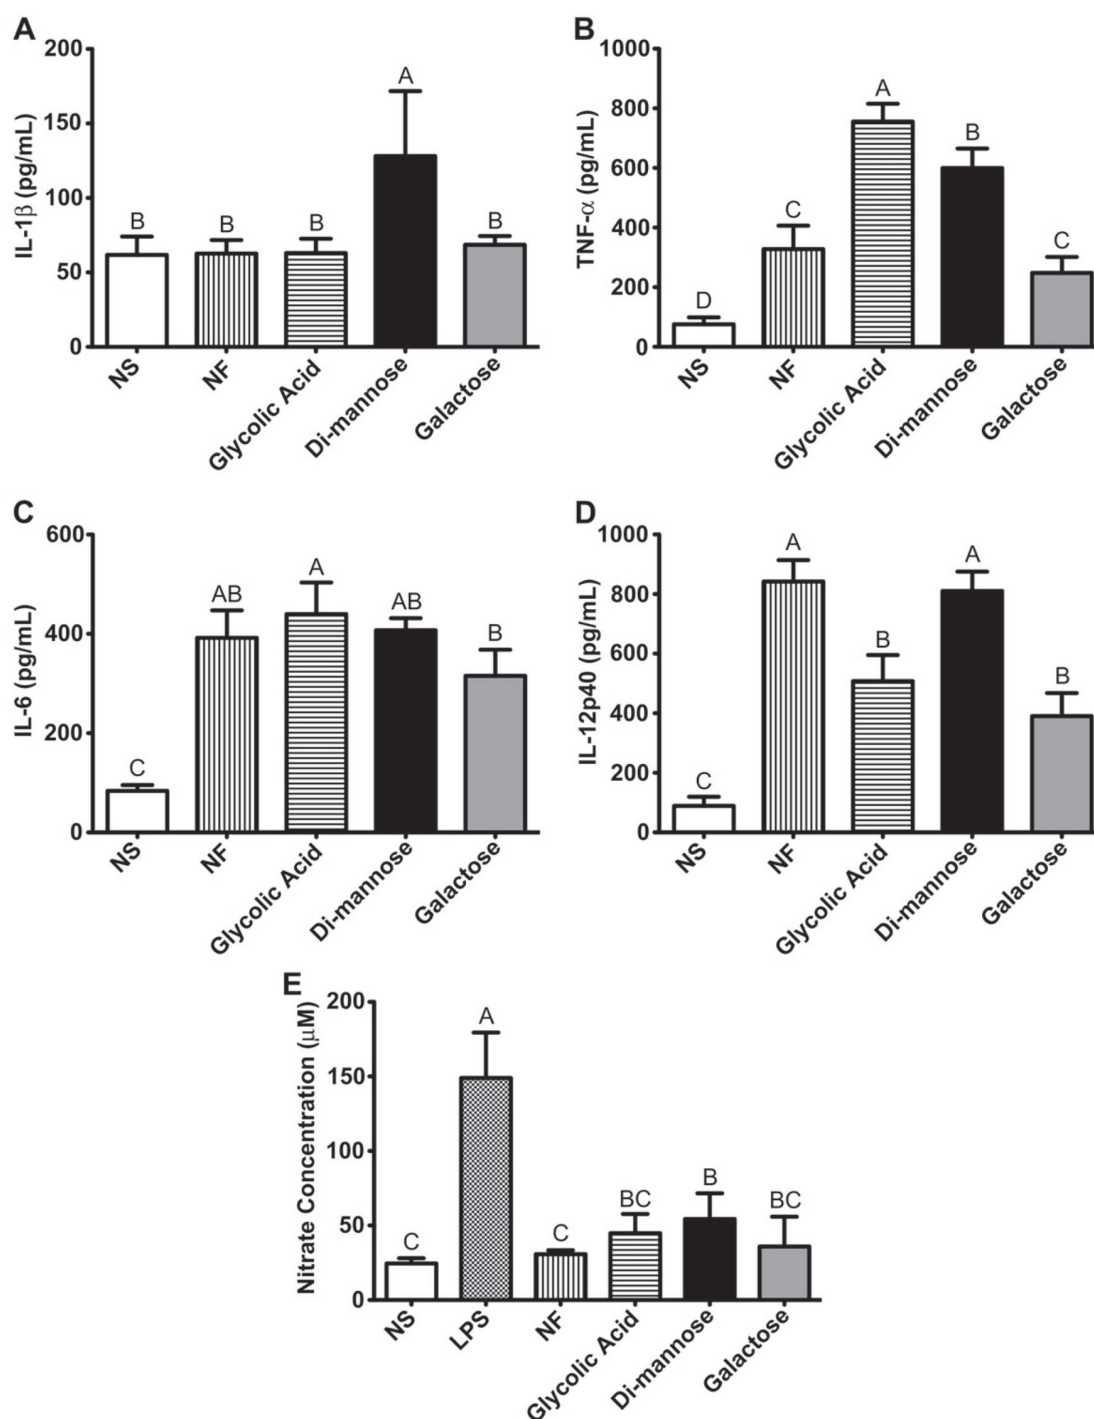 A
IL-1β (pg/mL)
200
150
100
50
0
B
B
B
A
B
NS
NF
Glycolic Acid
Di-mannose
Galactose
B
TNF-α (pg/mL)
1000
800
600
400
200
0
D
C
A
B
C
NS
NF
Glycolic Acid
Di-mannose
Galactose
C
IL-6 (pg/mL)
600
400
200
0
C
AB
A
AB
B
NS
NF
Glycolic Acid
Di-mannose
Galactose
D
IL-12p40 (pg/mL)
1000
800
600
400
200
0
C
A
B
A
B
NS
NF
Glycolic Acid
Di-mannose
Galactose
E
Nitrate Concentration (μM)
200
150
100
50
0
C
A
C
BC
B
BC
NS
LPS
NF
Glycolic Acid
Di-mannose
Galactose